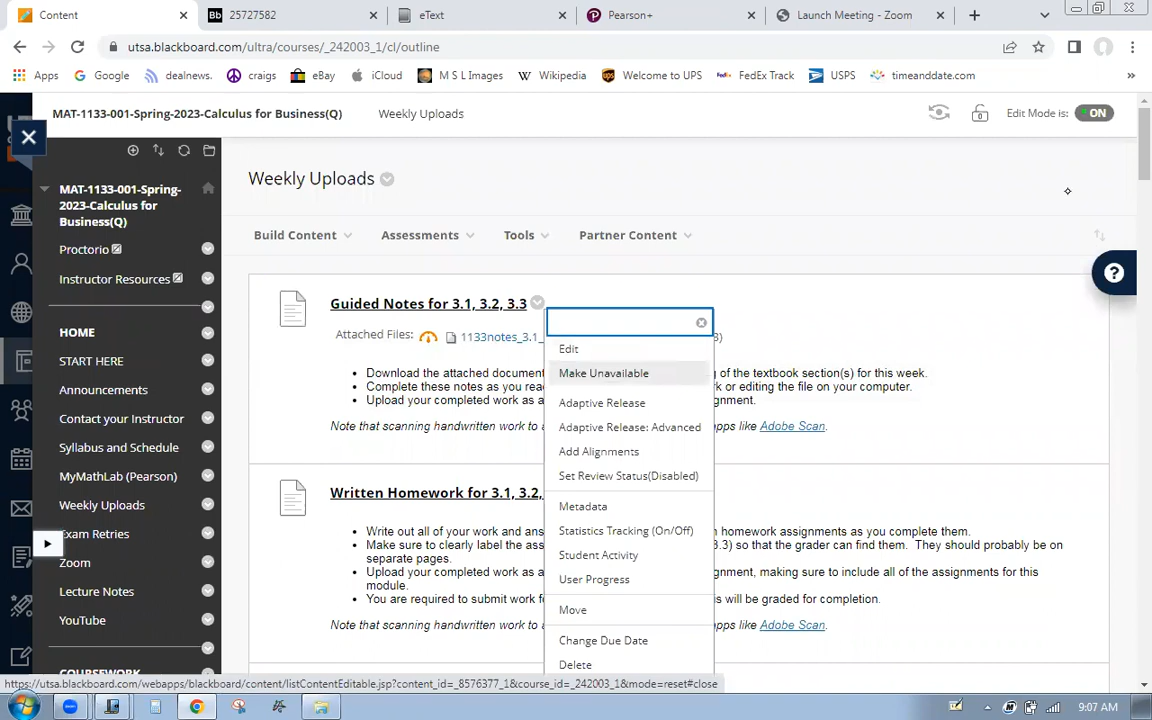 Content
Bb 25727582
eText
Pearson+
Launch Meeting - Zoom
utsa.blackboard.com/ultra/courses/_242003_1/cl/outline
Apps Google dealnews. craigs eBay iCloud M S L Images W Wikipedia Welcome to UPS FedEx Track USPS timeanddate.com »
MAT-1133-001-Spring-2023-Calculus for Business(Q) Weekly Uploads Edit Mode is: ON
MAT-1133-001-Spring-
2023-Calculus for
Business(Q)
Proctorio
Instructor Resources
HOME
START HERE
Announcements
Contact your Instructor
Syllabus and Schedule
MyMathLab (Pearson)
Weekly Uploads
Exam Retries
Zoom
Lecture Notes
YouTube
COURSEWORK
Weekly Uploads
Build Content Assessments Tools Partner Content
Guided Notes for 3.1, 3.2, 3.3
Attached Files: 1133notes_3.1_
Download the attached document
Complete these notes as you read
Upload your completed work as a
Note that scanning handwritten work to
Edit
Make Unavailable
Adaptive Release
Adaptive Release: Advanced
Add Alignments
Set Review Status(Disabled)
Metadata
Statistics Tracking (On/Off)
Student Activity
User Progress
Move
Change Due Date
Delete
of the textbook section(s) for this week.
or editing the file on your computer.
apps like Adobe Scan.
Written Homework for 3.1, 3.2,
Write out all of your work and homework assignments as you complete them.
Make sure to clearly label the so that the grader can find them. They should probably be on
separate pages.
Upload your completed work as a making sure to include all of the assignments for this
module.
You are required to submit work will be graded for completion.
Note that scanning handwritten work to a apps like Adobe Scan.
https://utsa.blackboard.com/webapps/blackboard/content/listContentEditable.jsp?content_id=_8576377_1&course_id=_242003_1&mode=reset#close
9:07 AM